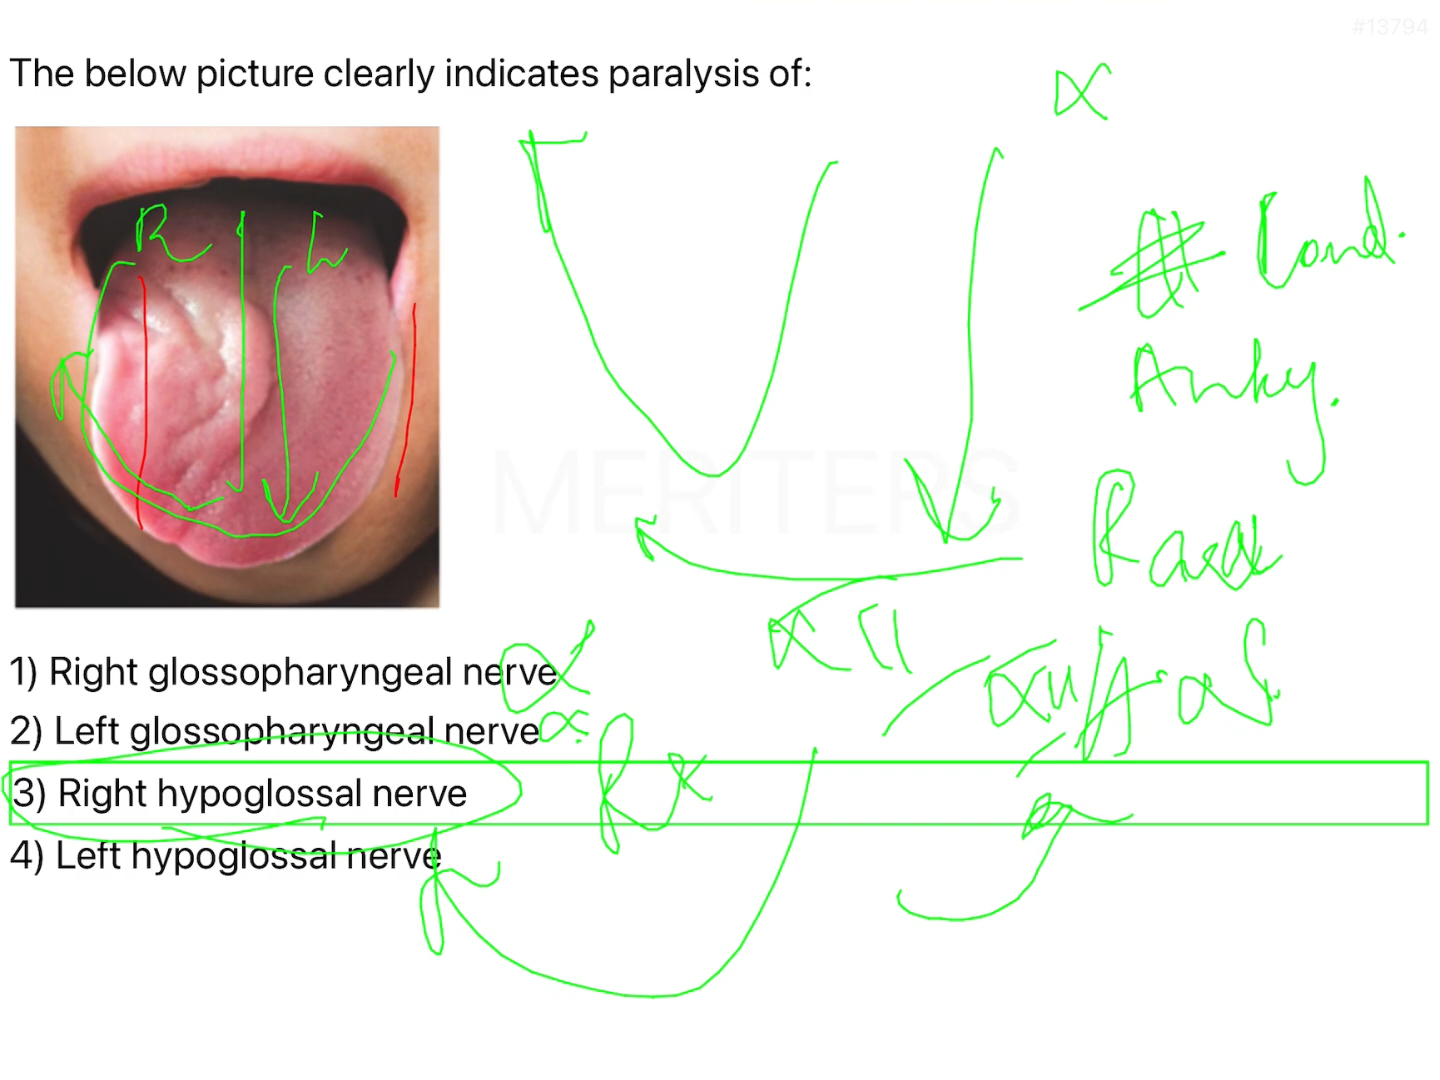 #13794
The below picture clearly indicates paralysis of:
R L
MERITERS
1) Right glossopharyngeal nerve
2) Left glossopharyngeal nerve
3) Right hypoglossal nerve
4) Left hypoglossal nerve
Cond.
Anky.